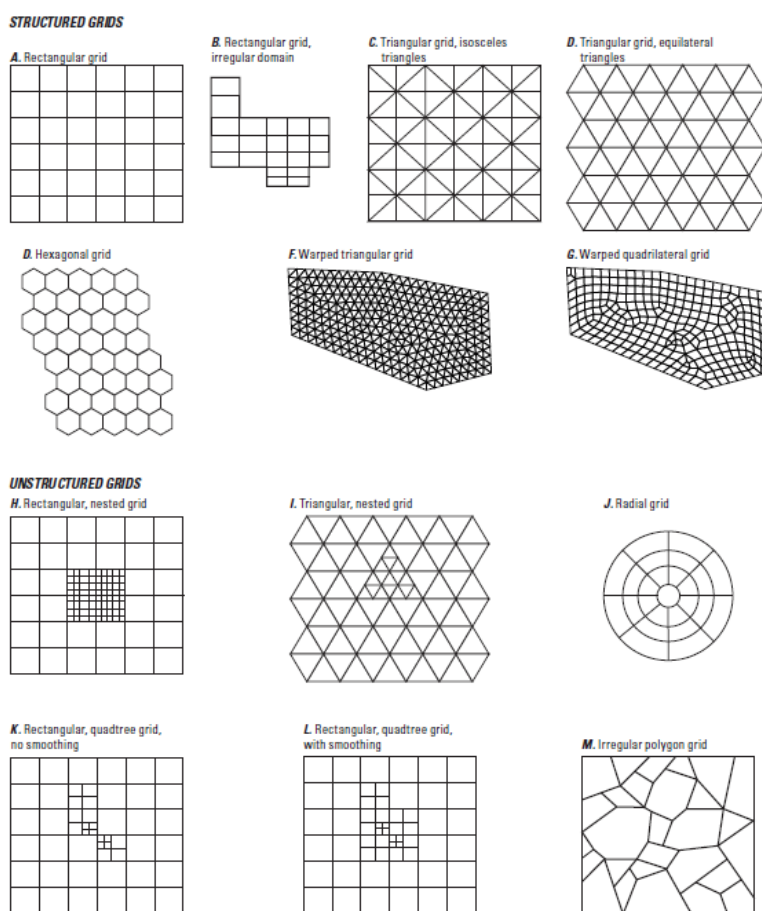 STRUCTURED GRIDS
A. Rectangular grid
B. Rectangular grid,
irregular domain
C. Triangular grid, isosceles
triangles
D. Triangular grid, equilateral
triangles
D. Hexagonal grid
F. Warped triangular grid
G. Warped quadrilateral grid
UNSTRUCTURED GRIDS
H. Rectangular, nested grid
I. Triangular, nested grid
J. Radial grid
K. Rectangular, quadtree grid,
no smoothing
L. Rectangular, quadtree grid,
with smoothing
M. Irregular polygon grid